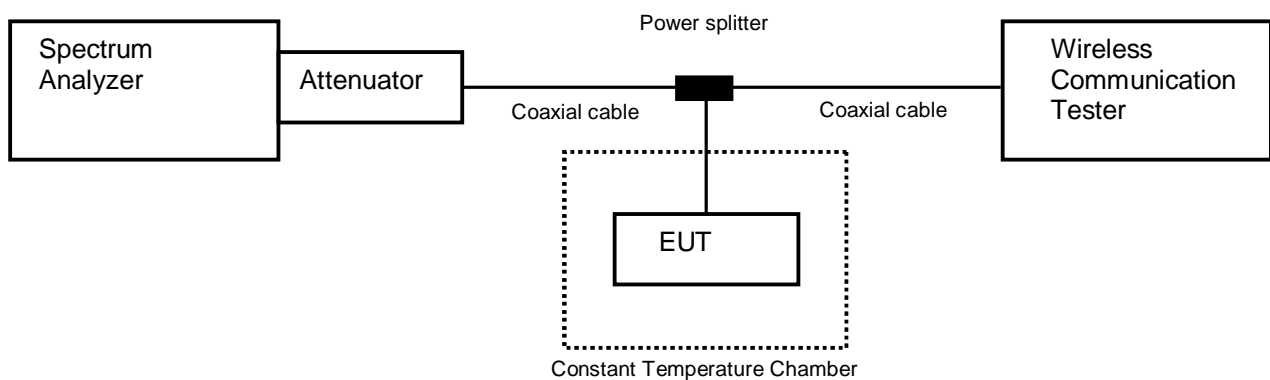 Power splitter
Spectrum
Analyzer
Attenuator
Wireless
Communication
Tester
Coaxial cable
Coaxial cable
EUT
Constant Temperature Chamber